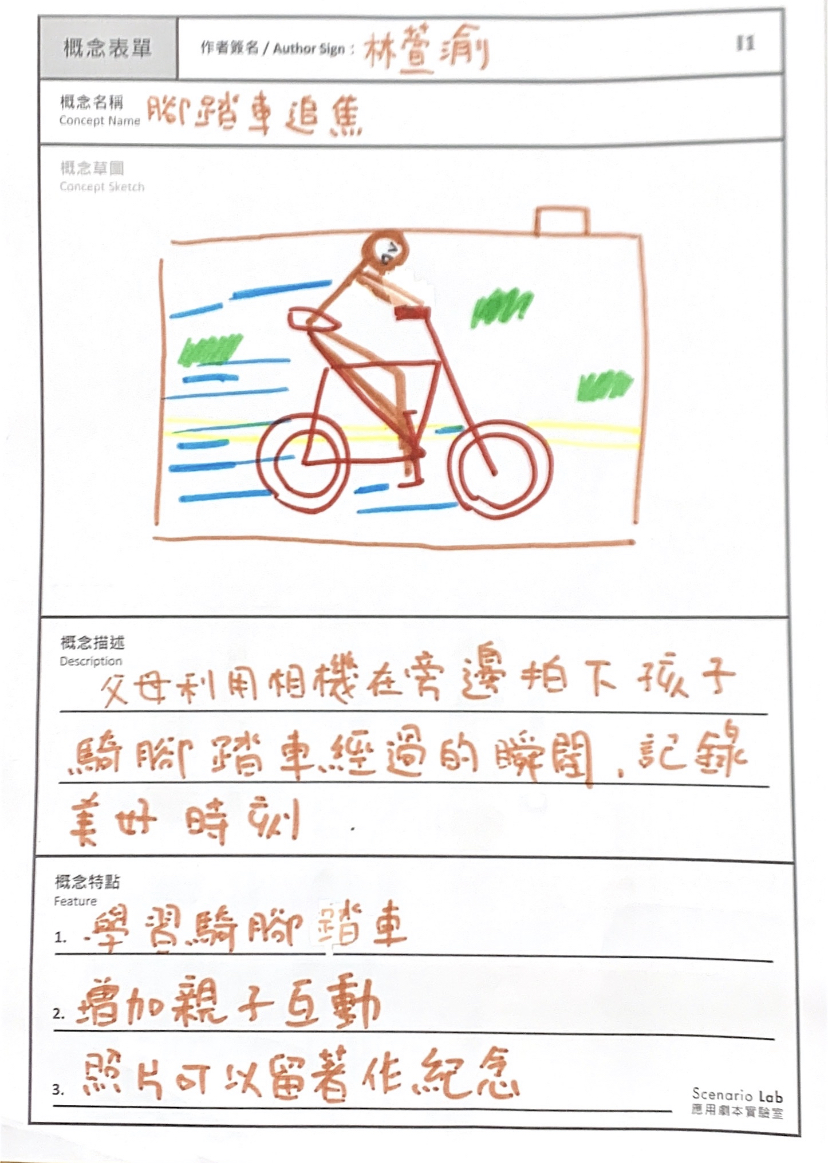 概念表單
作者簽名 / Author Sign : 林萱渝
11
概念名稱
Concept Name 腳踏車追焦
概念草圖
Concept Sketch
概念描述
Description
父母利用相機在旁邊拍下孩子
騎腳踏車經過的瞬間,記錄
美好時刻.
概念特點
Feature
1. 學習騎腳踏車
2. 增加親子互動
3. 照片可以留著作紀念
Scenario Lab
應用劇本實驗室